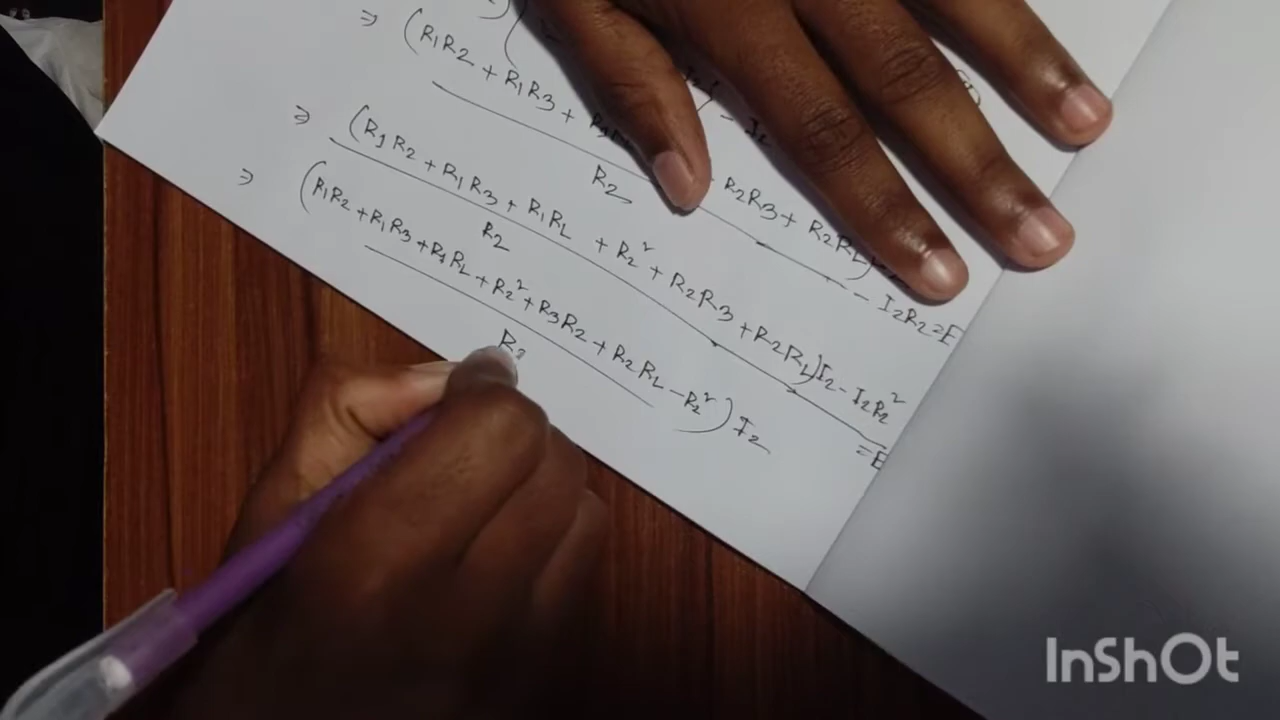 ⇒ (R₁R₂ + R₁R₃ + R₂R₃ + R₂RL - I₂R₂ = E
R₂
⇒ (R₁R₂ + R₁R₃ + R₁RL + R₂² + R₂R₃ + R₂RL)I₂ - I₂R₂² = E
R₂
⇒ (R₁R₂ + R₁R₃ + R₁RL + R₂² + R₃R₂ + R₂RL - R₂²) I₂
R₂
InShOt